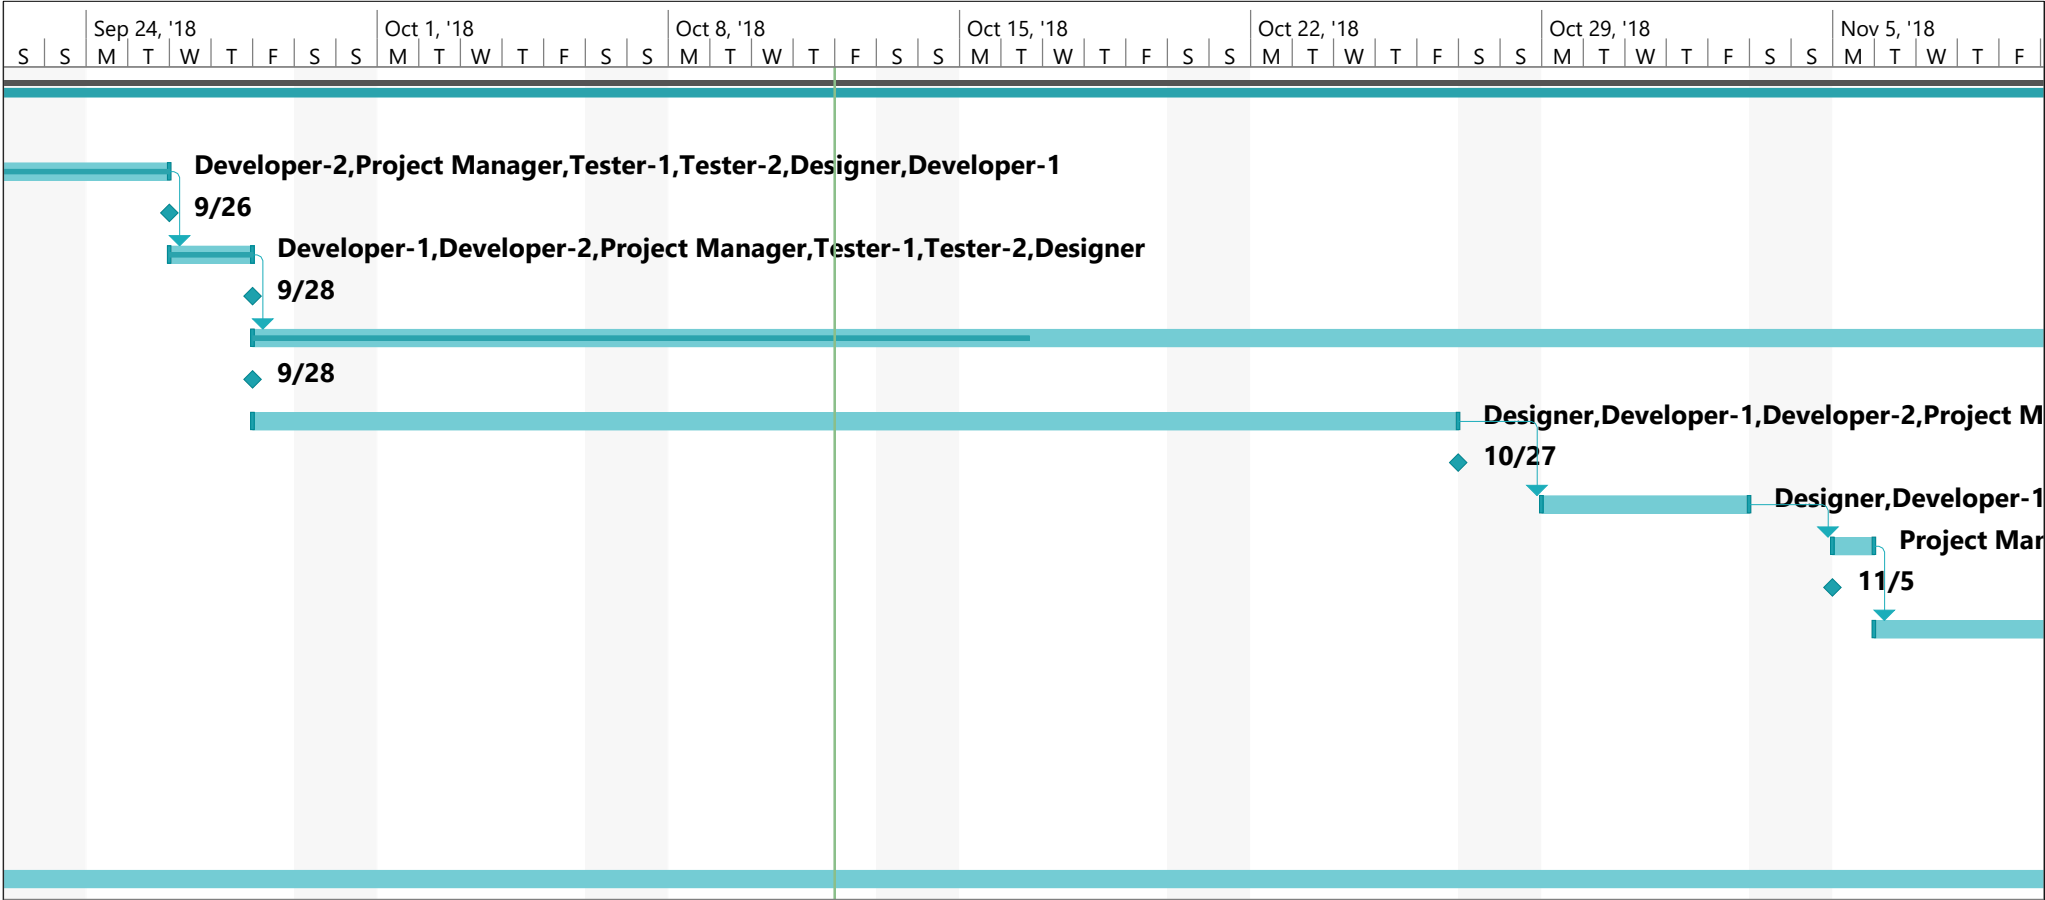 Sep 24, '18 Oct 1, '18 Oct 8, '18 Oct 15, '18 Oct 22, '18 Oct 29, '18 Nov 5, '18
S S M T W T F S S M T W T F S S M T W T F S S M T W T F S S M T W T F S S M T W T F S S M T W T F
Developer-2,Project Manager,Tester-1,Tester-2,Designer,Developer-1
9/26
Developer-1,Developer-2,Project Manager,Tester-1,Tester-2,Designer
9/28
9/28
Designer,Developer-1,Developer-2,Project M
10/27
Designer,Developer-1
Project Mar
11/5